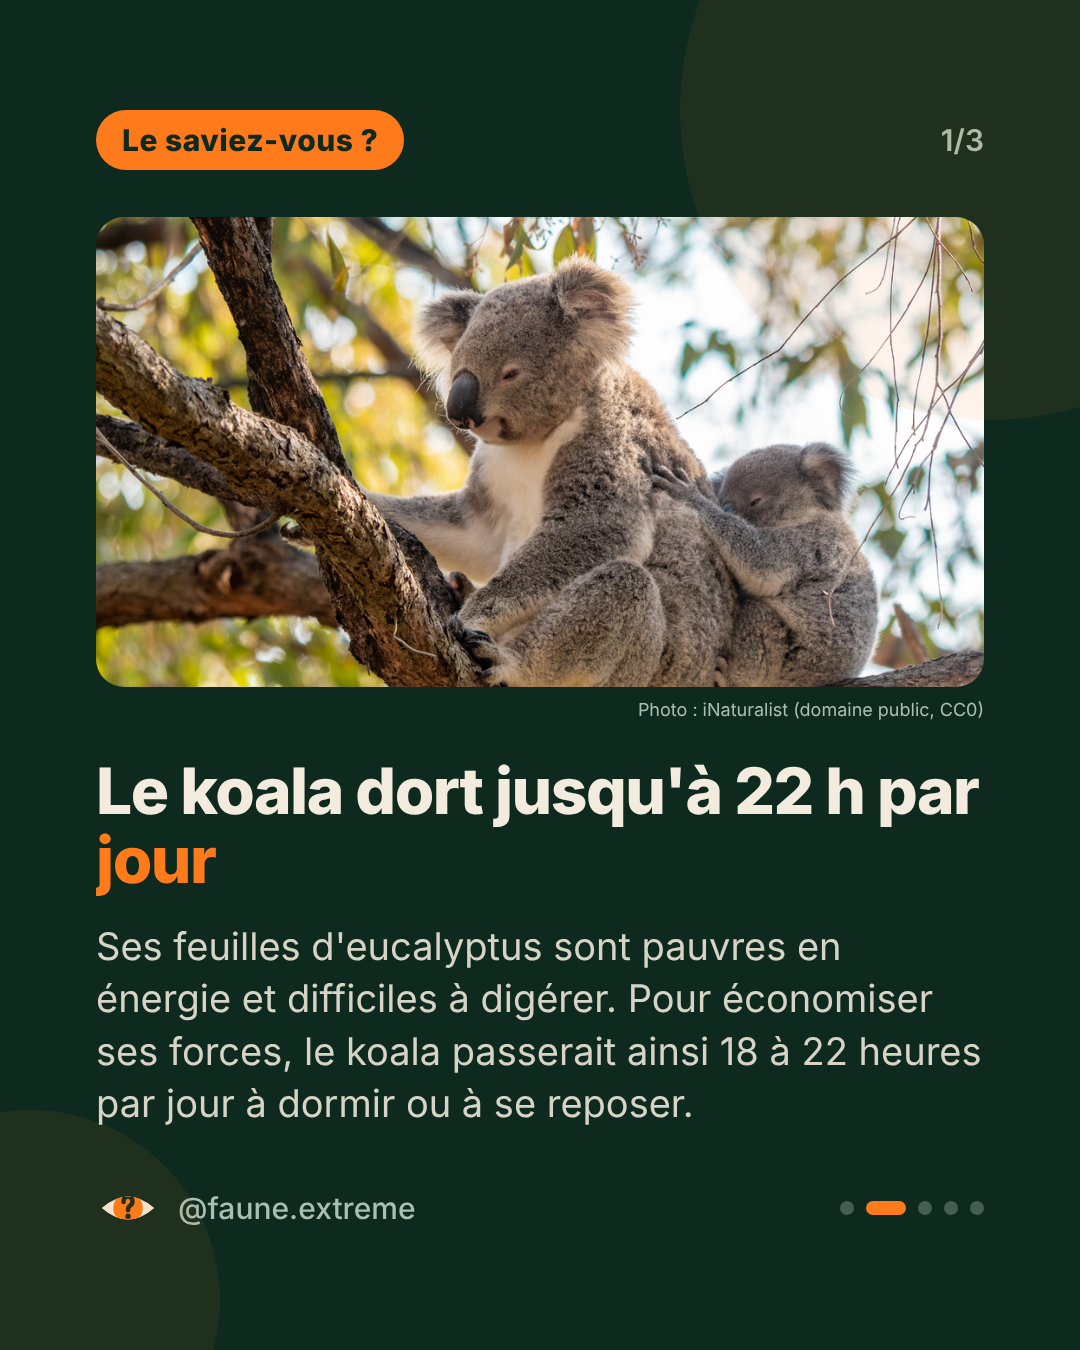 Le saviez-vous ?
1/3
Photo : iNaturalist (domaine public, CC0)
Le koala dort jusqu'à 22 h par
jour
Ses feuilles d'eucalyptus sont pauvres en
énergie et difficiles à digérer. Pour économiser
ses forces, le koala passerait ainsi 18 à 22 heures
par jour à dormir ou à se reposer.
?
@faune.extreme